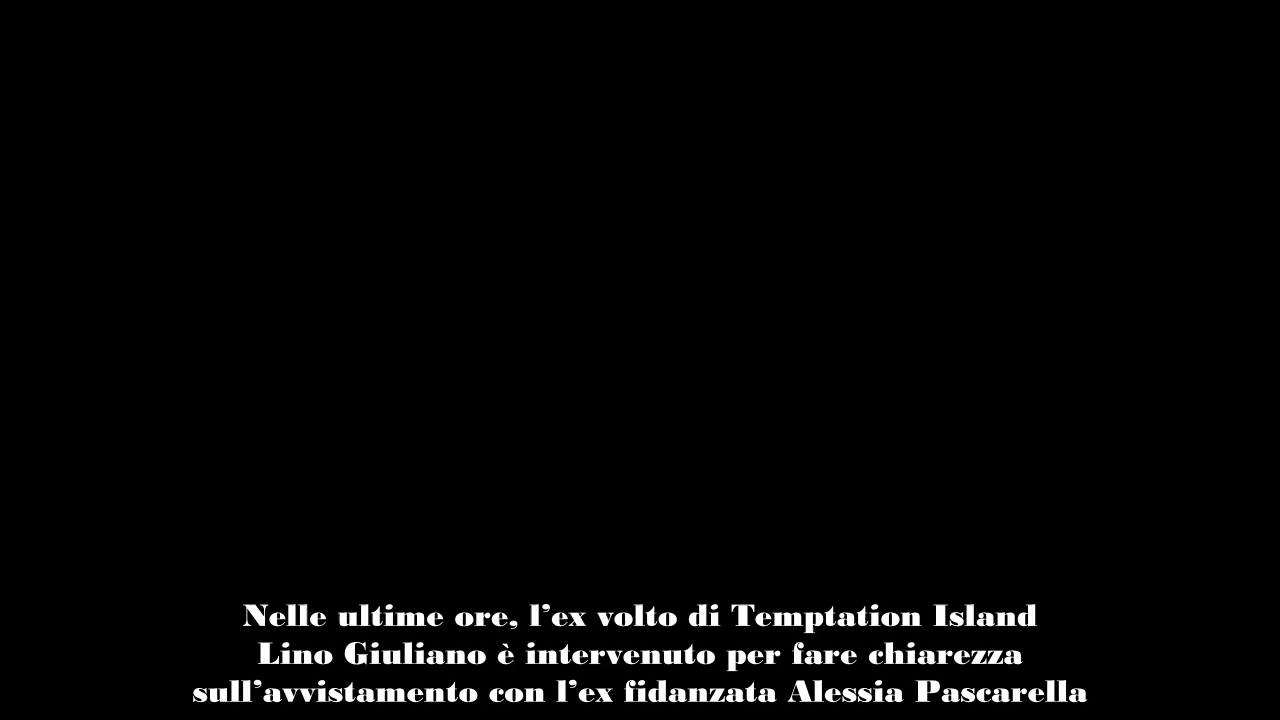 Nelle ultime ore, l’ex volto di Temptation Island
Lino Giuliano è intervenuto per fare chiarezza
sull’avvistamento con l’ex fidanzata Alessia Pascarella